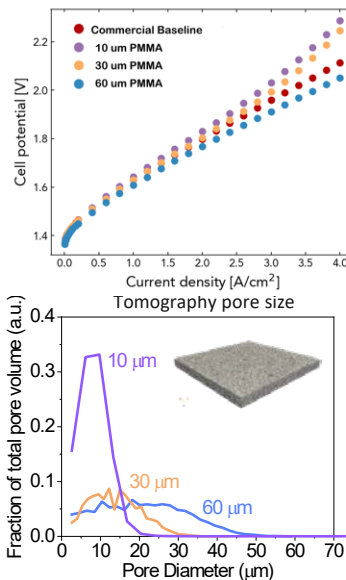 Commercial Baseline
10 um PMMA
30 um PMMA
60 um PMMA
2.2
2.0
1.8
1.6
1.4
Cell potential [V]
0.0 0.5 1.0 1.5 2.0 2.5 3.0 3.5 4.0
Current density [A/cm²]
Tomography pore size
0.4
0.3
0.2
0.1
0.0
Fraction of total pore volume (a.u.)
10 μm
30 μm
60 μm
0 10 20 30 40 50 60 70
Pore Diameter (μm)